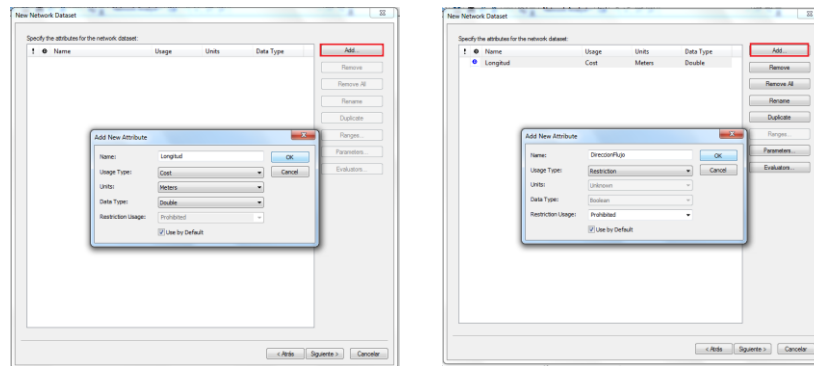 New Network Dataset
Specify the attributes for the network dataset:
! Name Usage Units Data Type
Add...
Remove
Remove All
Rename
Duplicate
Ranges...
Parameters...
Evaluators...
Add New Attribute
Name: Longitud OK
Usage Type: Cost Cancel
Units: Meters
Data Type: Double
Restriction Usage: Prohibited
Use by Default
< Atrás Siguiente > Cancelar
New Network Dataset
Specify the attributes for the network dataset:
! Name Usage Units Data Type
Longitud Cost Meters Double
Add...
Remove
Remove All
Rename
Duplicate
Ranges...
Parameters...
Evaluators...
Add New Attribute
Name: DireccionFlujo OK
Usage Type: Restriction Cancel
Units: Unknown
Data Type: Boolean
Restriction Usage: Prohibited
Use by Default
< Atrás Siguiente > Cancelar